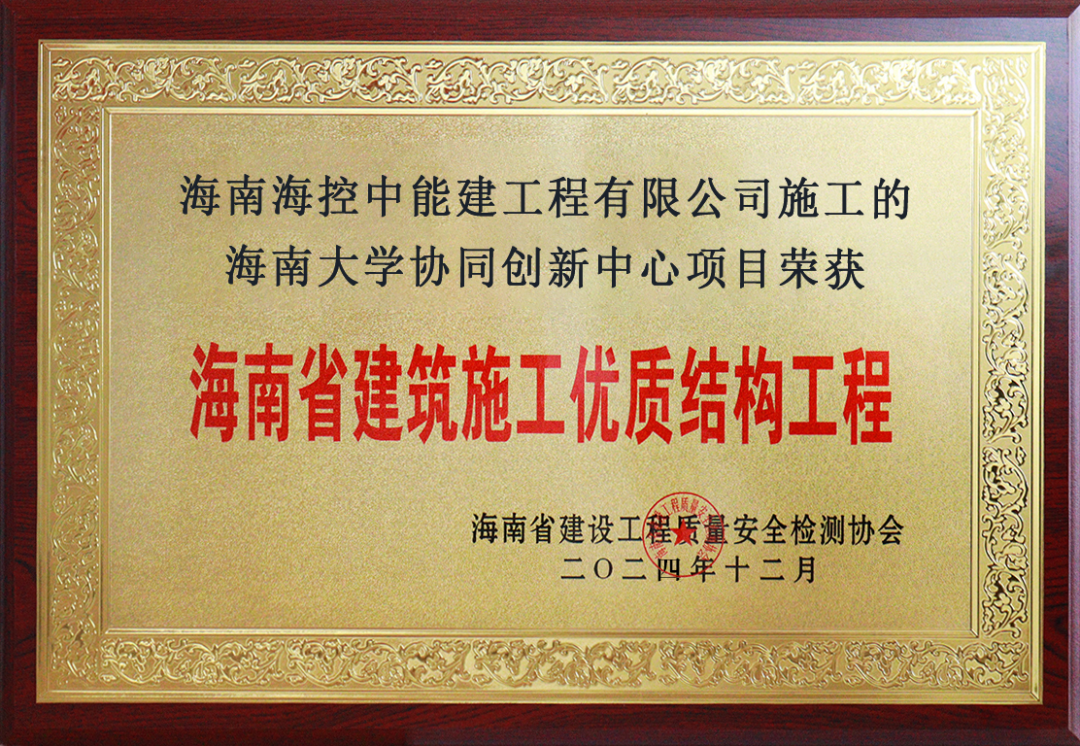 海南海控中能建工程有限公司施工的
海南大学协同创新中心项目荣获
海南省建筑施工优质结构工程
海南省建设工程质量安全检测协会
二〇二四年十二月